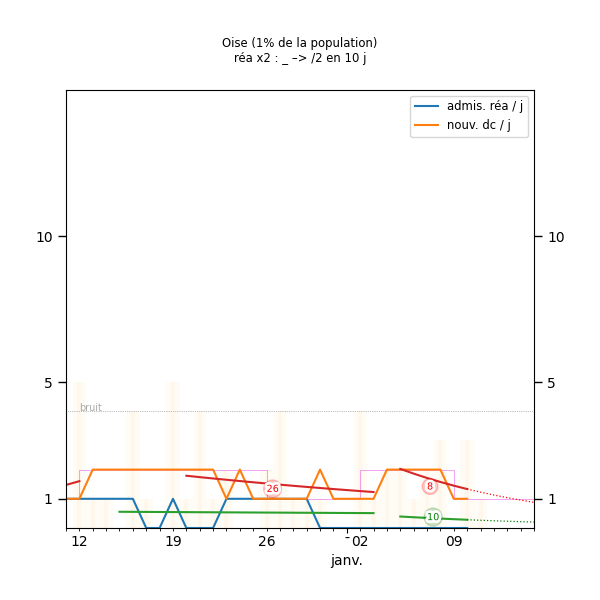 Oise (1% de la population)
réa x2 : _ –> /2 en 10 j
admis. réa / j
nouv. dc / j
10
10
5
5
bruit
26
8
10
1
1
12
19
26
02
09
janv.